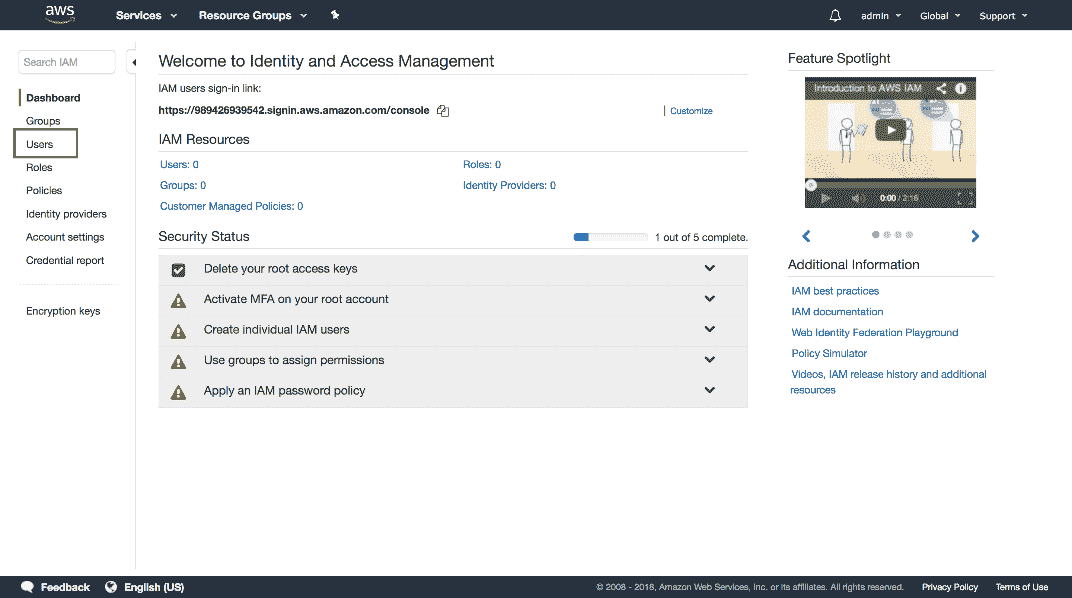 aws
Services
Resource Groups
admin
Global
Support
Search IAM
Dashboard
Groups
Users
Roles
Policies
Identity providers
Account settings
Credential report
Encryption keys
Welcome to Identity and Access Management
IAM users sign-in link:
https://989426939542.signin.aws.amazon.com/console
Customize
IAM Resources
Users: 0
Roles: 0
Groups: 0
Identity Providers: 0
Customer Managed Policies: 0
Security Status
1 out of 5 complete.
Delete your root access keys
Activate MFA on your root account
Create individual IAM users
Use groups to assign permissions
Apply an IAM password policy
Feature Spotlight
Introduction to AWS IAM
0:00 / 2:16
Additional Information
IAM best practices
IAM documentation
Web Identity Federation Playground
Policy Simulator
Videos, IAM release history and additional
resources
Feedback
English (US)
© 2008 - 2018, Amazon Web Services, Inc. or its affiliates. All rights reserved.
Privacy Policy
Terms of Use